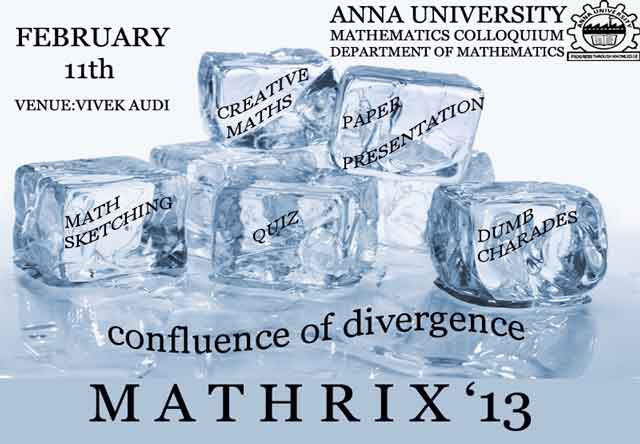 FEBRUARY
11th
VENUE:VIVEK AUDI
ANNA UNIVERSITY
MATHEMATICS COLLOQUIUM
DEPARTMENT OF MATHEMATICS
ANNA UNIVERSITY
PROGRESS THROUGH KNOWLEDGE
CREATIVE
MATHS
PAPER
PRESENTATION
MATH
SKETCHING
QUIZ
DUMB
CHARADES
confluence of divergence
MATHRIX ‘13